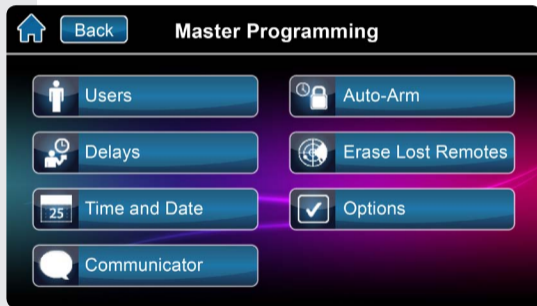 Back
Master Programming
Users
Auto-Arm
Delays
Erase Lost Remotes
25
Time and Date
Options
Communicator